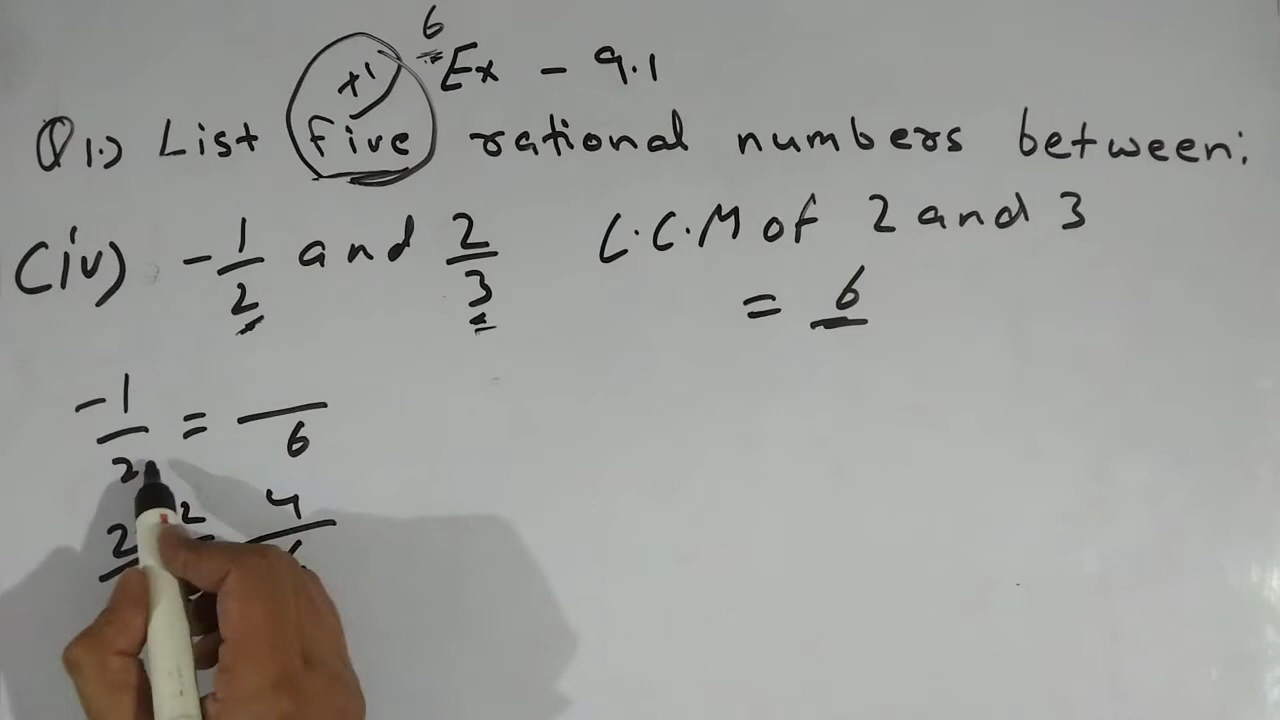 6
Ex - 9.1
+1
Q1.) List five rational numbers between:
(iv) -1/2 and 2/3 L.C.M of 2 and 3
= 6
-1/2 = /6
2 2 4